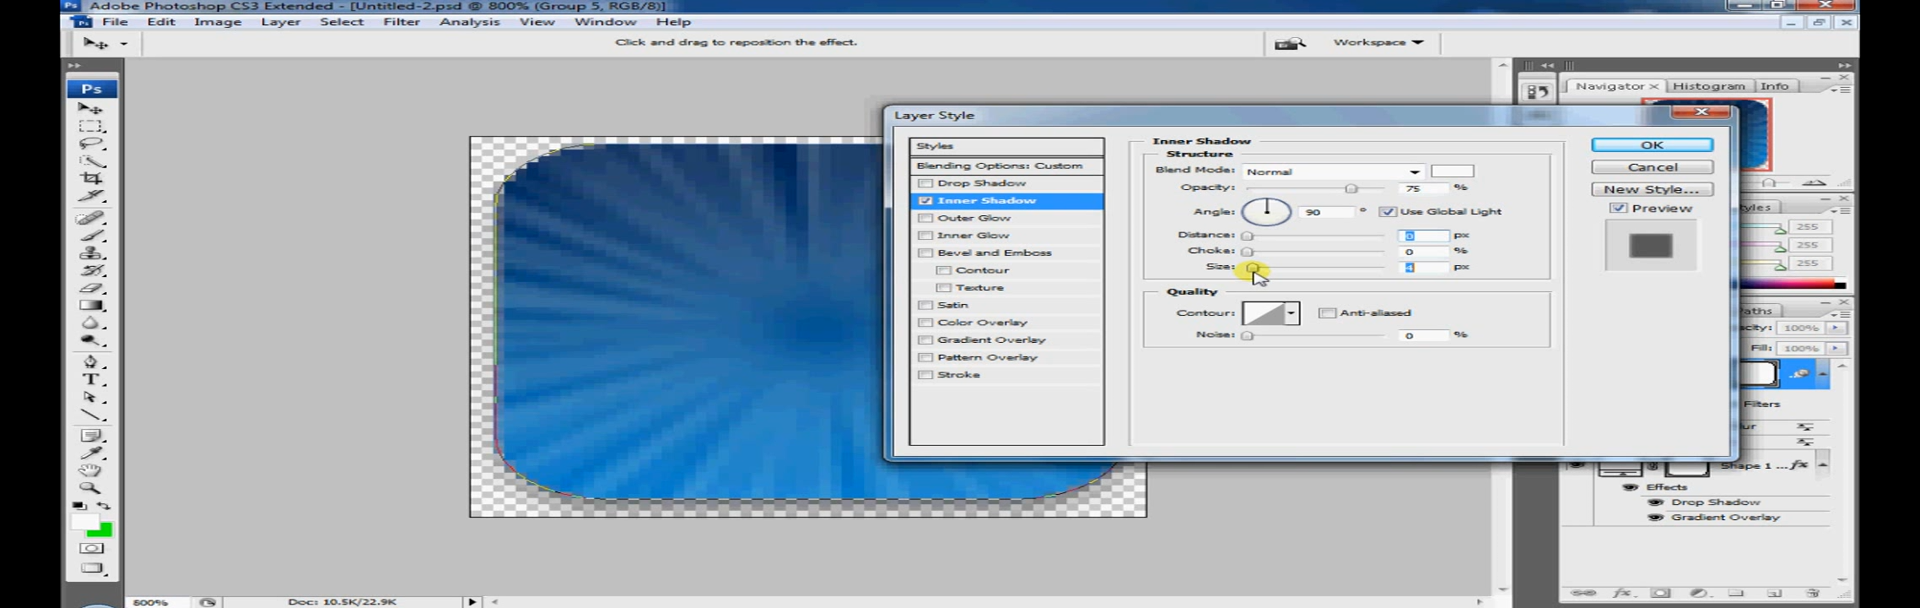 Adobe Photoshop CS3 Extended - [Untitled-2.psd @ 800% (Group 5, RGB/8)]
File Edit Image Layer Select Filter Analysis View Window Help
Click and drag to reposition the effect.
Workspace
Ps
Navigator × Histogram Info
Layer Style
Styles
Blending Options: Custom
Drop Shadow
Inner Shadow
Outer Glow
Inner Glow
Bevel and Emboss
Contour
Texture
Satin
Color Overlay
Gradient Overlay
Pattern Overlay
Stroke
Inner Shadow
Structure
Blend Mode: Normal
Opacity: 75 %
Angle: 90 ° Use Global Light
Distance: 0 px
Choke: 0 %
Size: 4 px
Quality
Contour: Anti-aliased
Noise: 0 %
OK
Cancel
New Style...
Preview
255
255
255
100%
Fill: 100%
Shape 1 ... fx
Effects
Drop Shadow
Gradient Overlay
800% Doc: 10.5K/22.9K